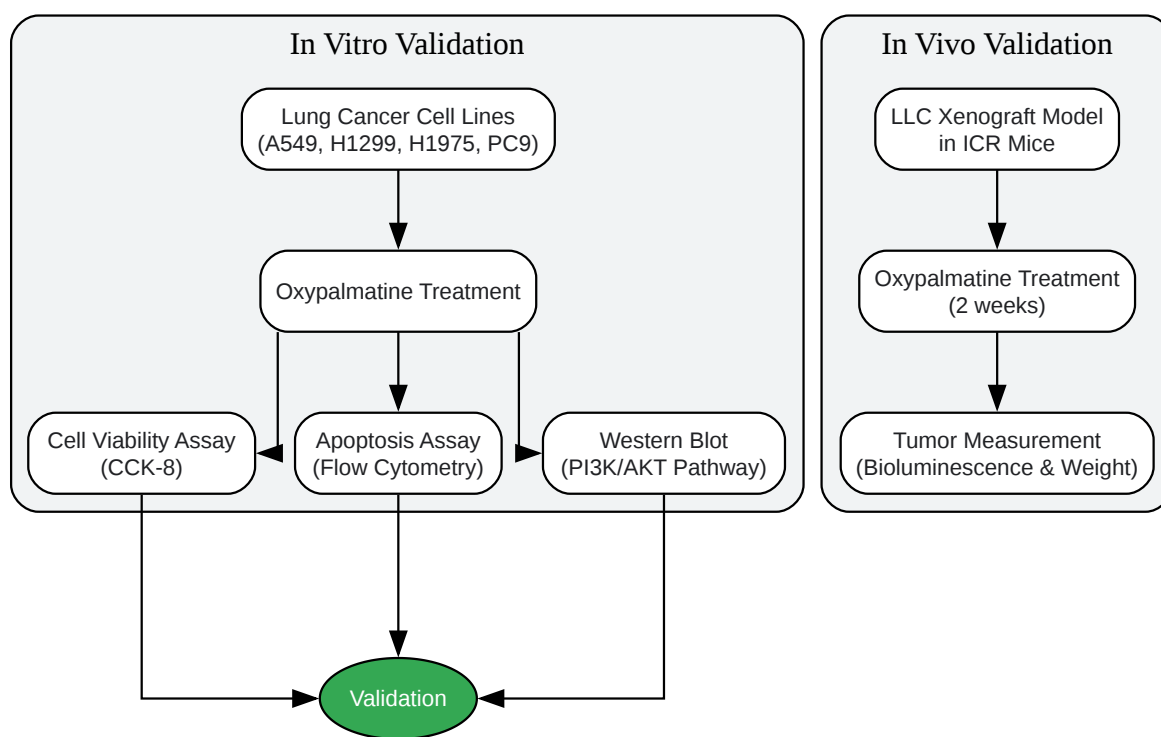 In Vitro Validation
Lung Cancer Cell Lines
(A549, H1299, H1975, PC9)
Oxypalmatine Treatment
Cell Viability Assay
(CCK-8)
Apoptosis Assay
(Flow Cytometry)
Western Blot
(PI3K/AKT Pathway)
Validation
In Vivo Validation
LLC Xenograft Model
in ICR Mice
Oxypalmatine Treatment
(2 weeks)
Tumor Measurement
(Bioluminescence & Weight)